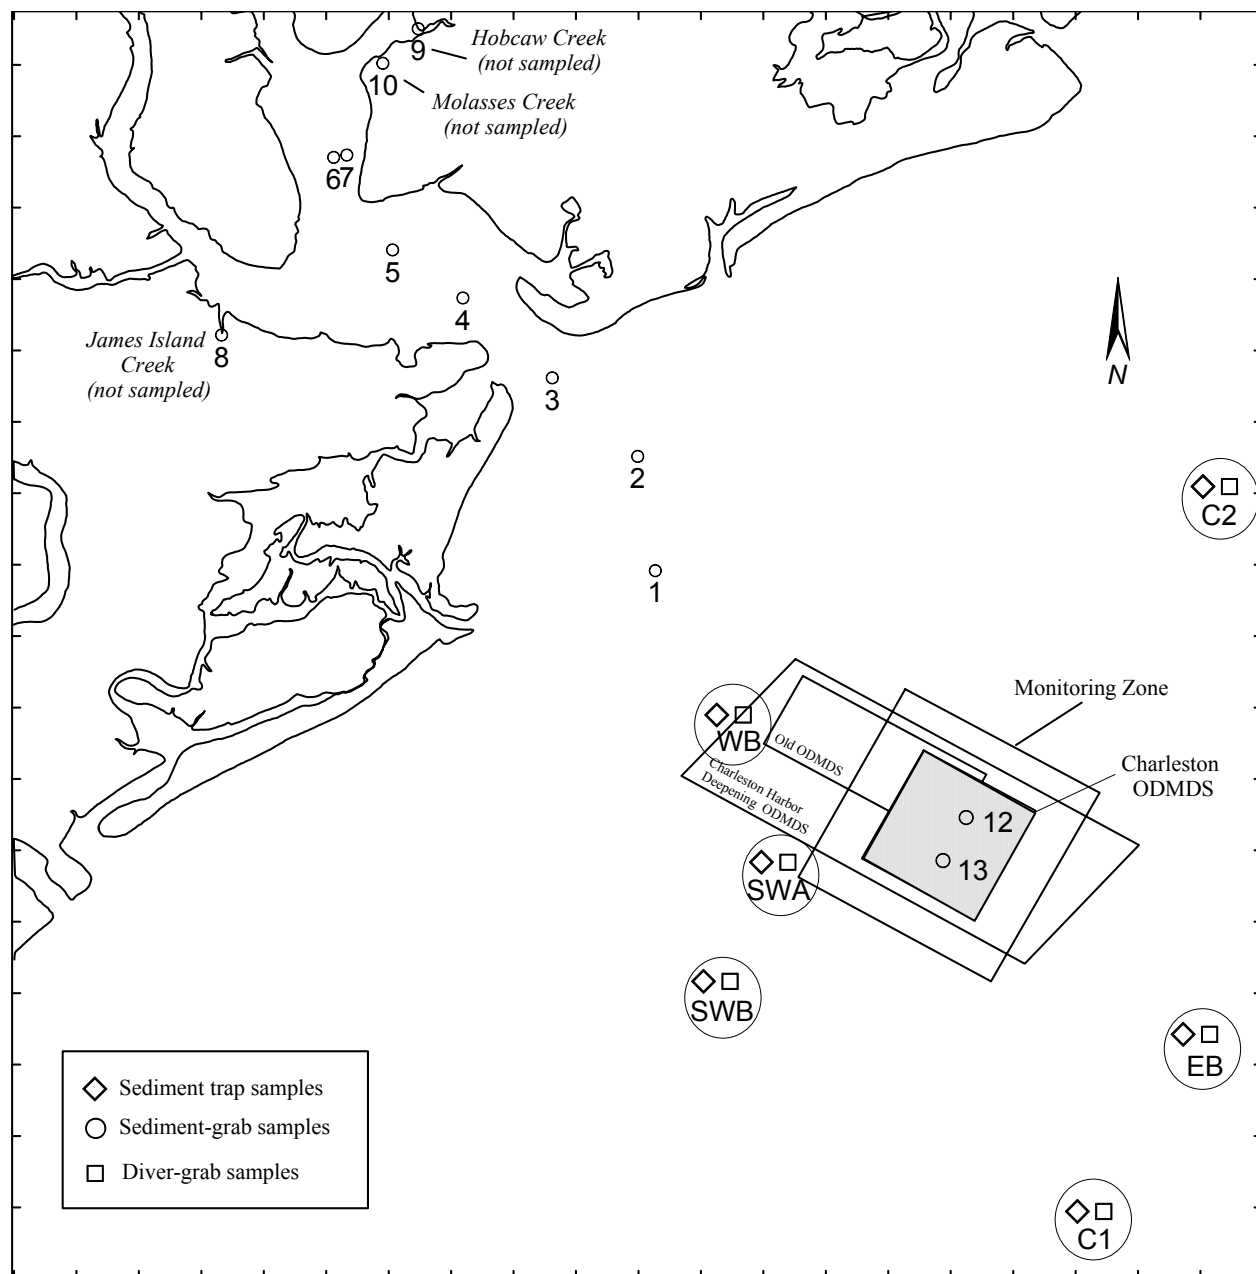 9
Hobcaw Creek
(not sampled)
10
Molasses Creek
(not sampled)
6
7
5
4
James Island
Creek
(not sampled)
8
3
N
2
C2
1
Monitoring Zone
WB
Old ODMDS
Charleston Harbor
Deepening ODMDS
Charleston
ODMDS
12
13
SWA
SWB
EB
Sediment trap samples
Sediment-grab samples
Diver-grab samples
C1